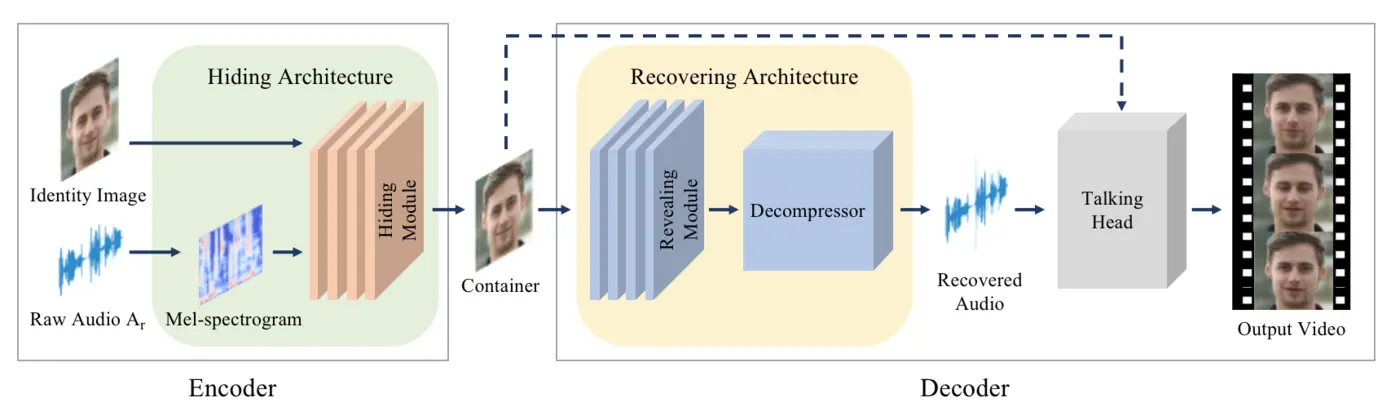 Hiding Architecture
Recovering Architecture
Identity Image
Hiding
Module
Container
Revealing
Module
Decompressor
Talking
Head
Raw Audio Ar
Mel-spectrogram
Recovered
Audio
Output Video
Encoder
Decoder